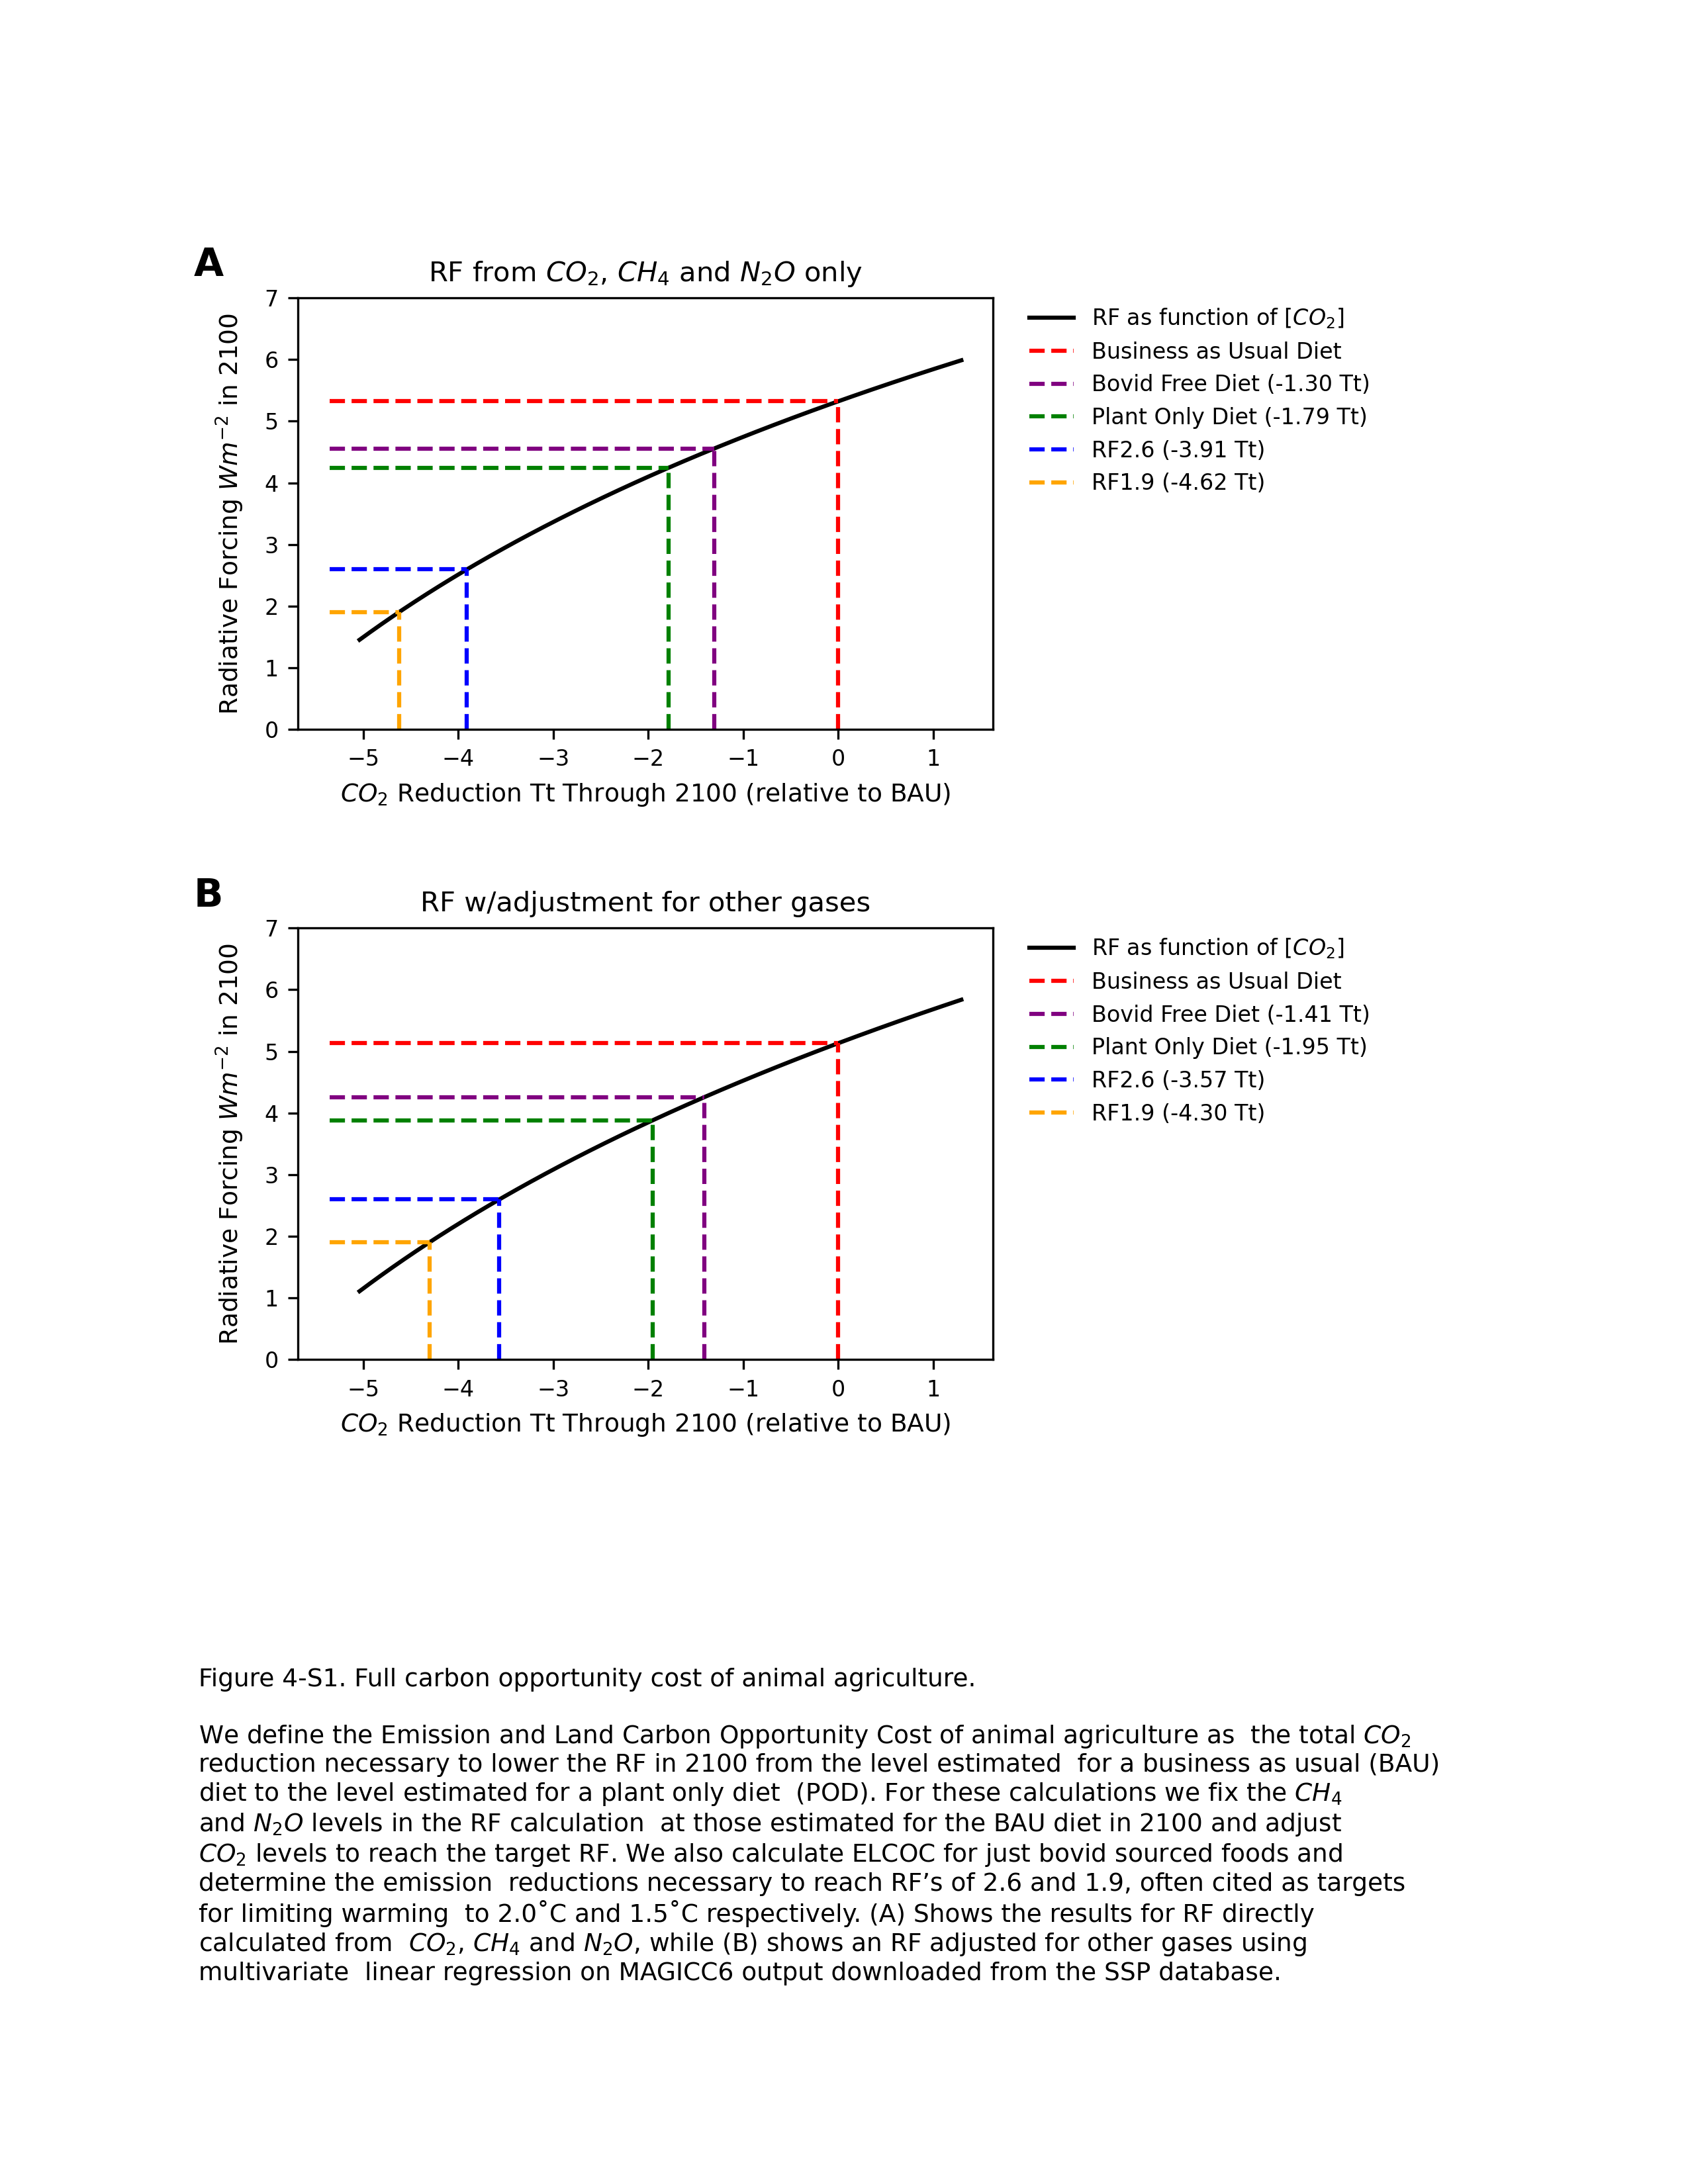 A
RF from CO₂, CH₄ and N₂O only
Radiative Forcing Wm⁻² in 2100
7
6
5
4
3
2
1
0
−5 −4 −3 −2 −1 0 1
CO₂ Reduction Tt Through 2100 (relative to BAU)
RF as function of [CO₂]
Business as Usual Diet
Bovid Free Diet (-1.30 Tt)
Plant Only Diet (-1.79 Tt)
RF2.6 (-3.91 Tt)
RF1.9 (-4.62 Tt)
B
RF w/adjustment for other gases
Radiative Forcing Wm⁻² in 2100
7
6
5
4
3
2
1
0
−5 −4 −3 −2 −1 0 1
CO₂ Reduction Tt Through 2100 (relative to BAU)
RF as function of [CO₂]
Business as Usual Diet
Bovid Free Diet (-1.41 Tt)
Plant Only Diet (-1.95 Tt)
RF2.6 (-3.57 Tt)
RF1.9 (-4.30 Tt)
Figure 4-S1. Full carbon opportunity cost of animal agriculture.
We define the Emission and Land Carbon Opportunity Cost of animal agriculture as the total CO₂
reduction necessary to lower the RF in 2100 from the level estimated for a business as usual (BAU)
diet to the level estimated for a plant only diet (POD). For these calculations we fix the CH₄
and N₂O levels in the RF calculation at those estimated for the BAU diet in 2100 and adjust
CO₂ levels to reach the target RF. We also calculate ELCOC for just bovid sourced foods and
determine the emission reductions necessary to reach RF’s of 2.6 and 1.9, often cited as targets
for limiting warming to 2.0˚C and 1.5˚C respectively. (A) Shows the results for RF directly
calculated from CO₂, CH₄ and N₂O, while (B) shows an RF adjusted for other gases using
multivariate linear regression on MAGICC6 output downloaded from the SSP database.